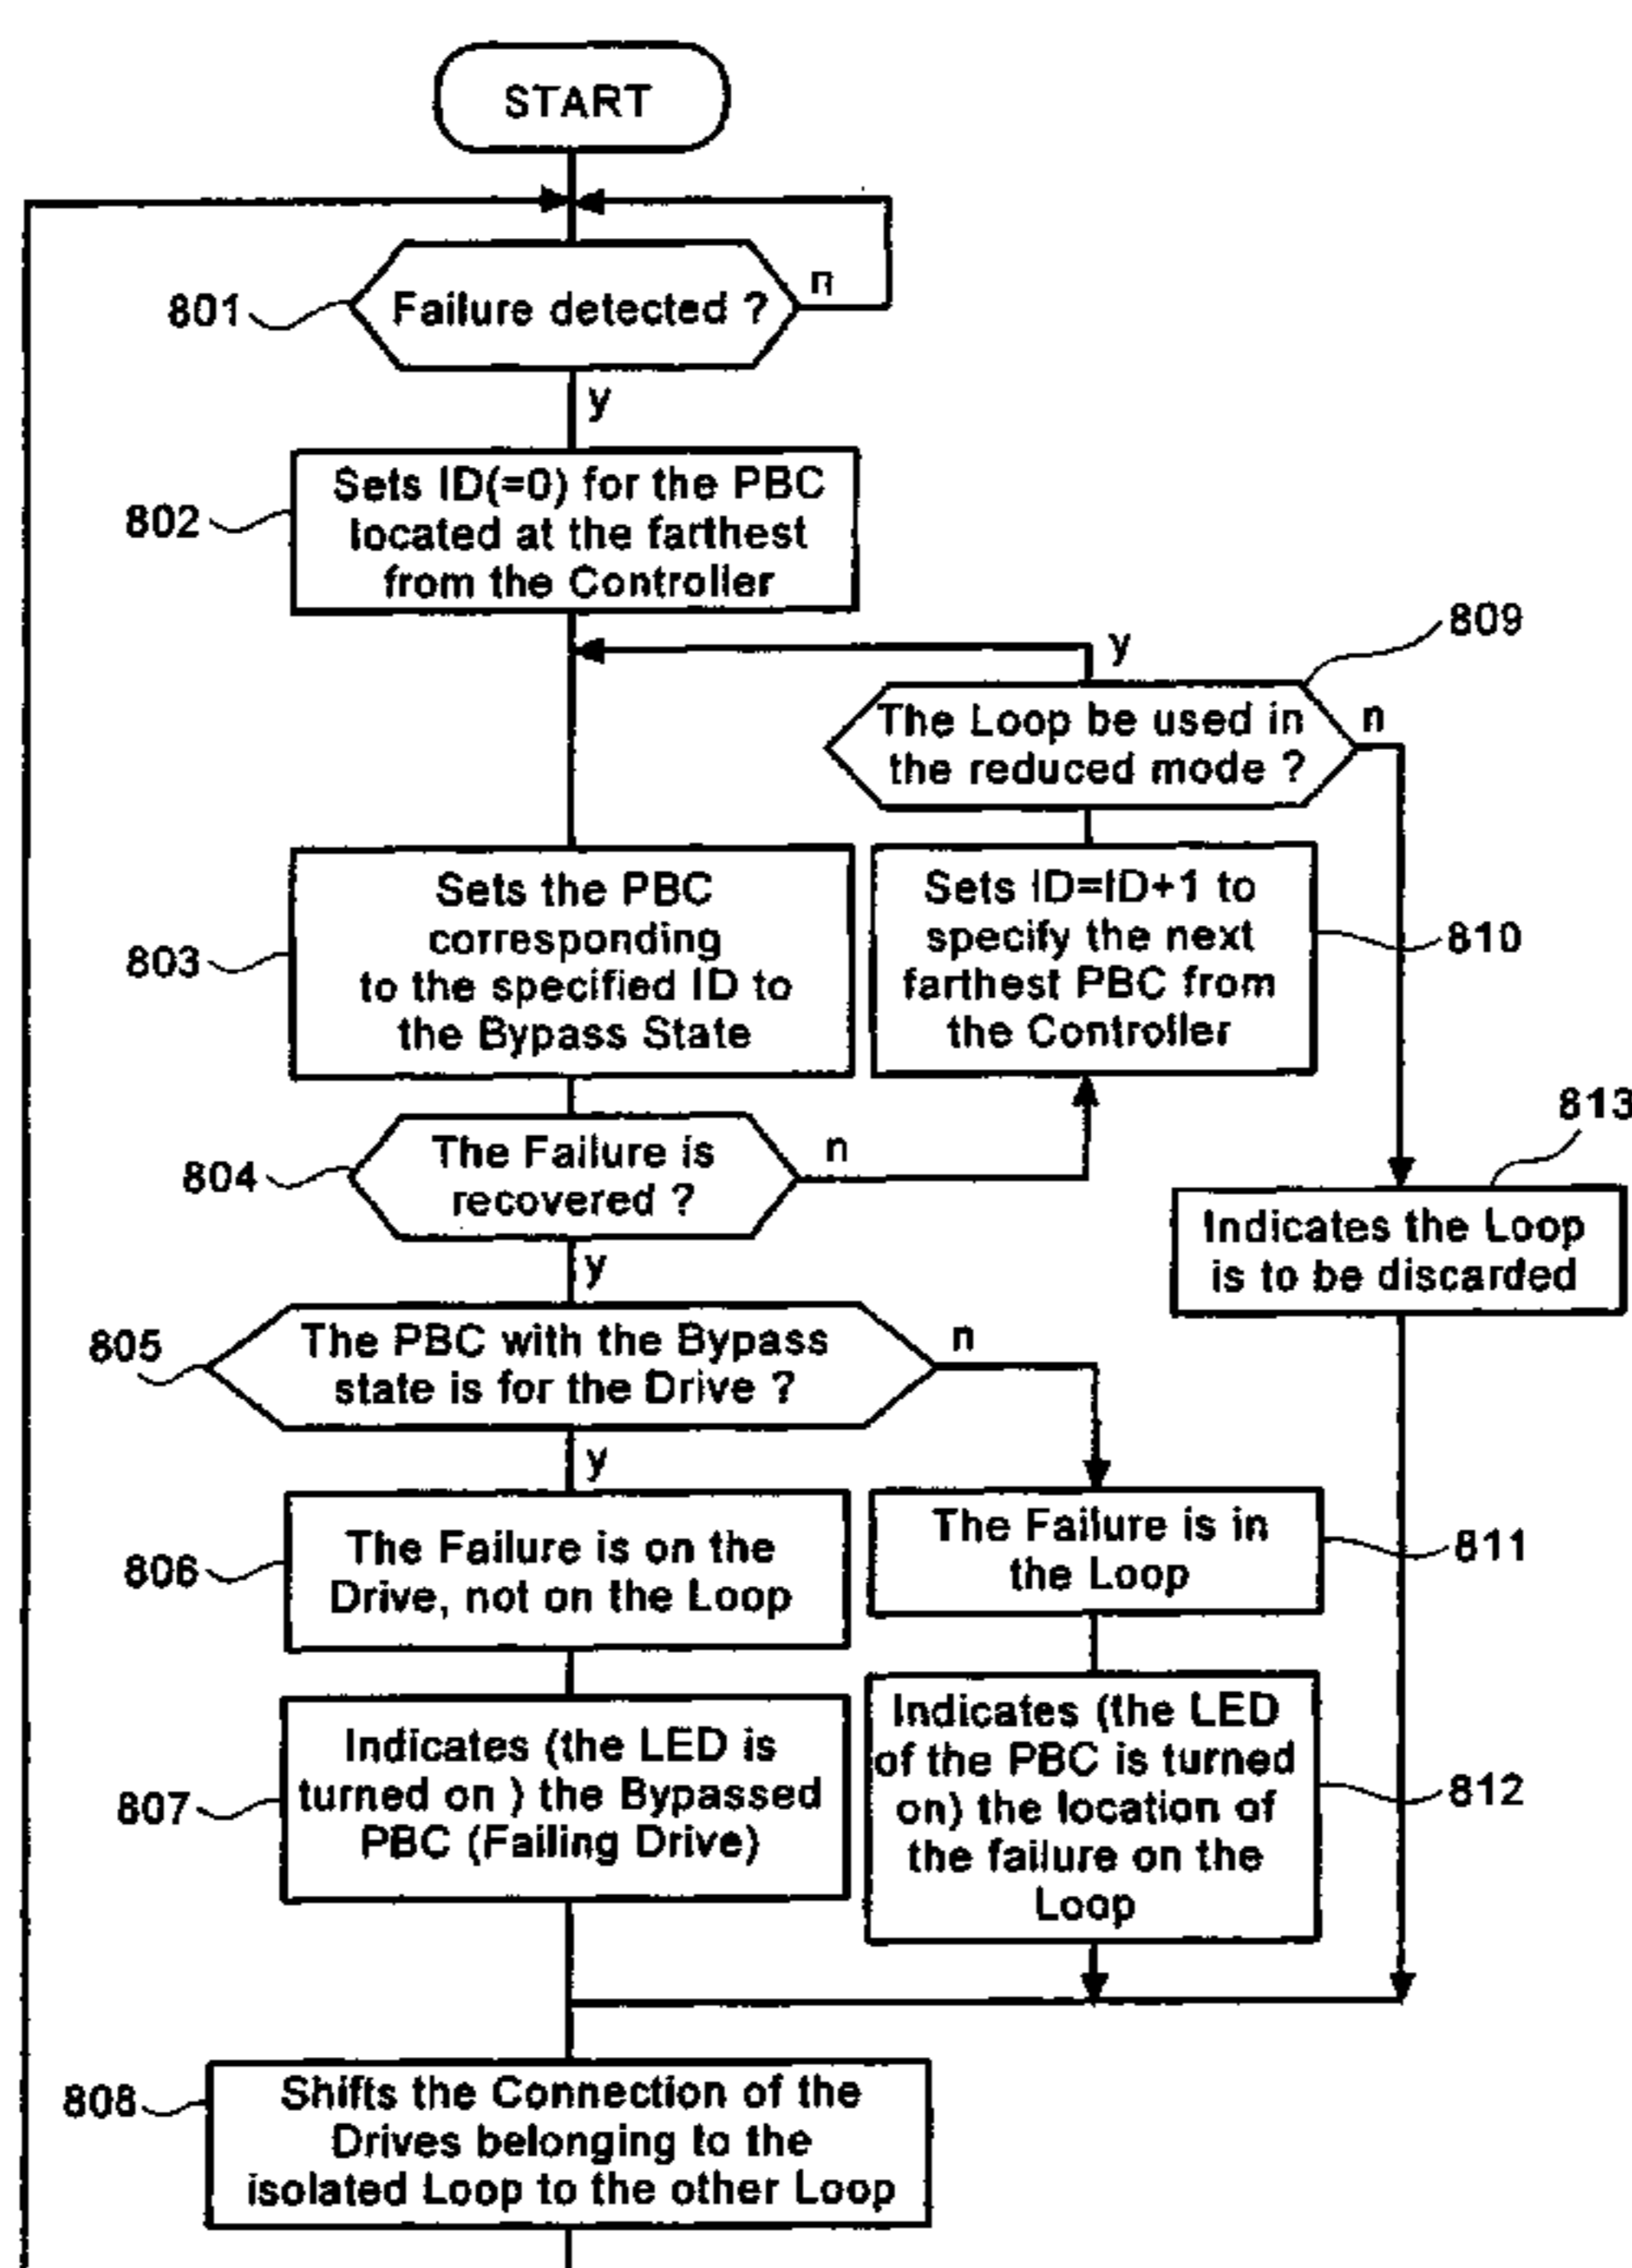 START
801
Failure detected ?
n
y
802
Sets ID(=0) for the PBC
located at the farthest
from the Controller
809
y
The Loop be used in
the reduced mode ?
n
803
Sets the PBC
corresponding
to the specified ID to
the Bypass State
Sets ID=ID+1 to
specify the next
farthest PBC from
the Controller
810
804
The Failure is
recovered ?
n
y
813
Indicates the Loop
is to be discarded
805
The PBC with the Bypass
state is for the Drive ?
n
y
806
The Failure is on the
Drive, not on the Loop
The Failure is in
the Loop
811
807
Indicates (the LED is
turned on ) the Bypassed
PBC (Failing Drive)
Indicates (the LED
of the PBC is turned
on) the location of
the failure on the
Loop
812
808
Shifts the Connection of the
Drives belonging to the
isolated Loop to the other Loop